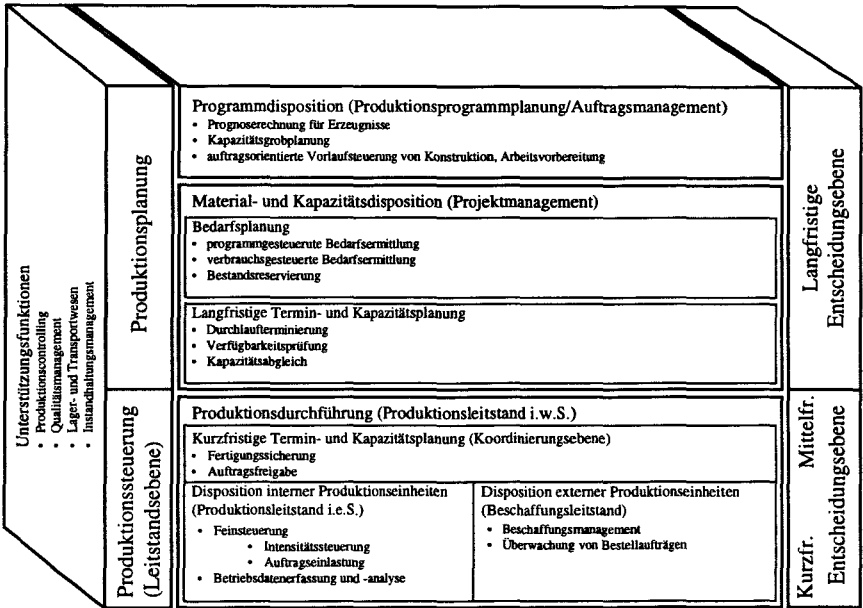 Unterstützungsfunktionen
• Produktionscontrolling
• Qualitätsmanagement
• Lager- und Transportwesen
• Instandhaltungsmanagement
Produktionsplanung
Programmdisposition (Produktionsprogrammplanung/Auftragsmanagement)
• Prognoserechnung für Erzeugnisse
• Kapazitätsgrobplanung
• auftragsorientierte Vorlaufsteuerung von Konstruktion, Arbeitsvorbereitung
Material- und Kapazitätsdisposition (Projektmanagement)
Bedarfsplanung
• programmgesteuerute Bedarfsermittlung
• verbrauchsgesteuerte Bedarfsermittlung
• Bestandsreservierung
Langfristige Termin- und Kapazitätsplanung
• Durchlaufterminierung
• Verfügbarkeitsprüfung
• Kapazitätsabgleich
Langfristige
Entscheidungsebene
Produktionssteuerung
(Leitstandsebene)
Produktionsdurchführung (Produktionsleitstand i.w.S.)
Kurzfristige Termin- und Kapazitätsplanung (Koordinierungsebene)
• Fertigungssicherung
• Auftragsfreigabe
Disposition interner Produktionseinheiten
(Produktionsleitstand i.e.S.)
• Feinsteuerung
• Intensitätssteuerung
• Auftragseinlastung
• Betriebsdatenerfassung und -analyse
Disposition externer Produktionseinheiten
(Beschaffungsleitstand)
• Beschaffungsmanagement
• Überwachung von Bestellaufträgen
Kurzfr. Mittelfr.
Entscheidungsebene